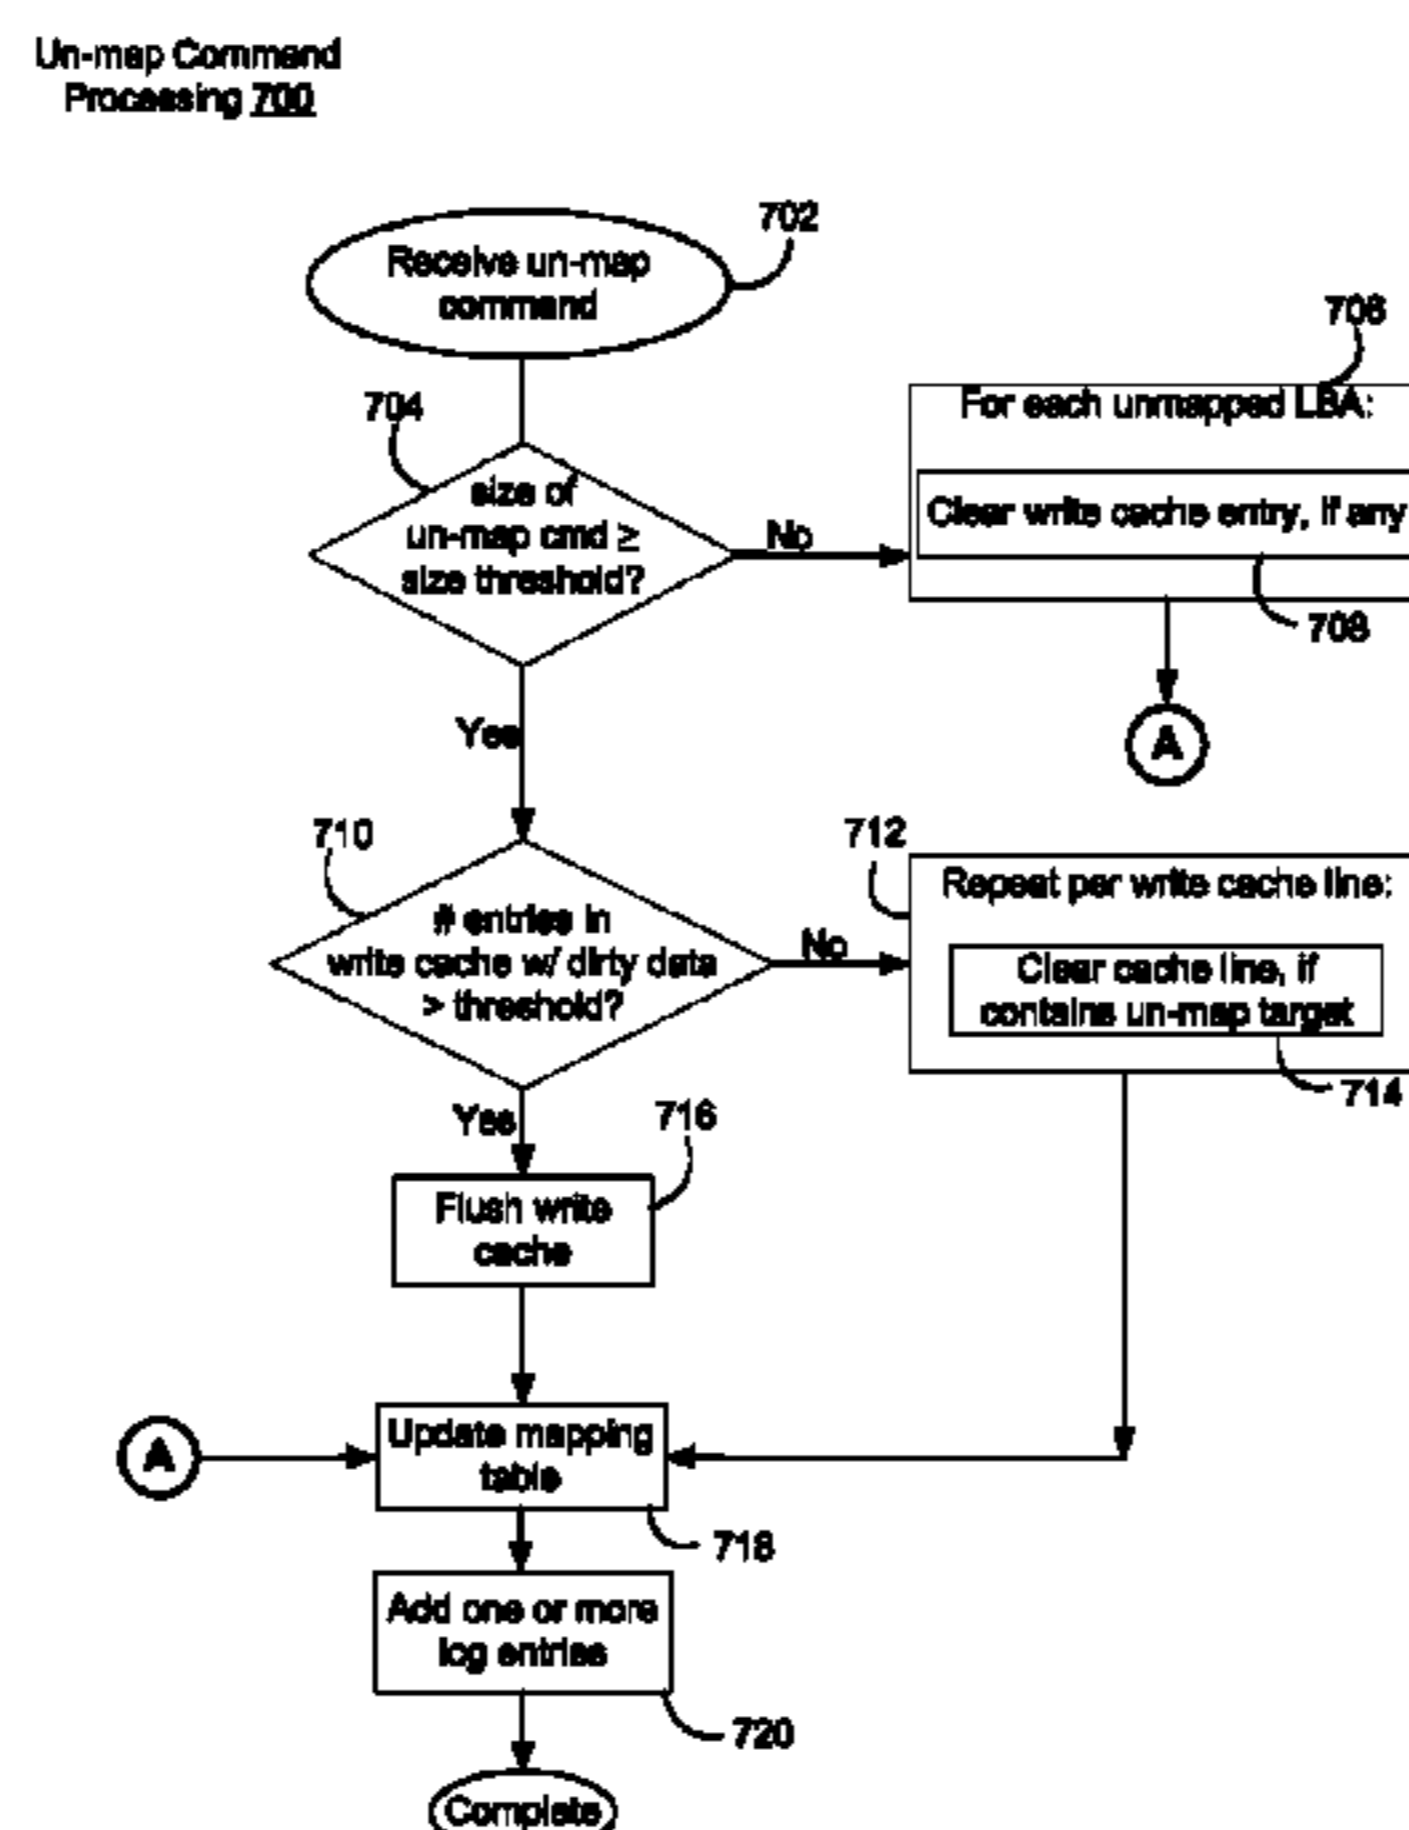 Un-map Command
Processing 700
702
Receive un-map
command
706
704
For each unmapped LBA:
size of
un-map cmd ≥
size threshold?
No
Clear write cache entry, if any
708
Yes
A
710
712
Repeat per write cache line:
# entries in
write cache w/ dirty data
> threshold?
No
Clear cache line, if
contains un-map target
714
Yes
716
Flush write
cache
A
Update mapping
table
718
Add one or more
log entries
720
Complete